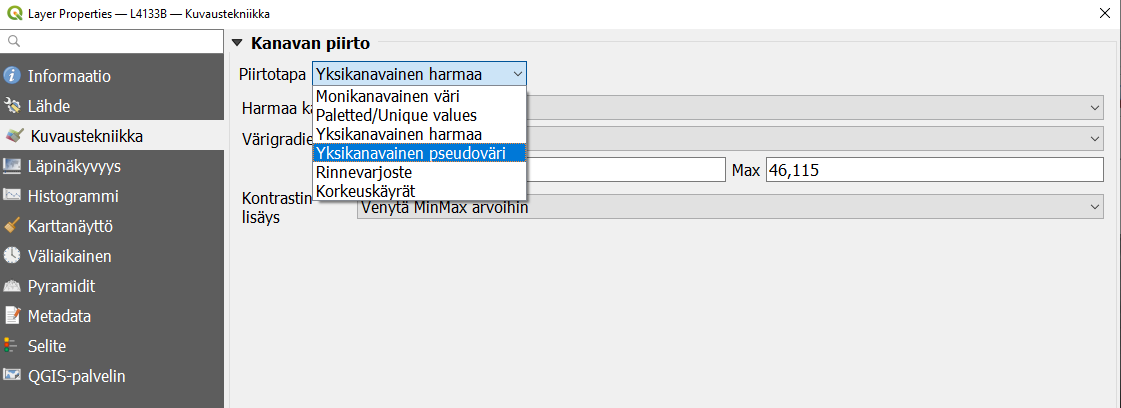 Layer Properties — L4133B — Kuvaustekniikka
Informaatio
Lähde
Kuvaustekniikka
Läpinäkyvyys
Histogrammi
Karttanäyttö
Väliaikainen
Pyramidit
Metadata
Selite
QGIS-palvelin
Kanavan piirto
Piirtotapa Yksikanavainen harmaa
Monikanavainen väri
Paletted/Unique values
Yksikanavainen harmaa
Yksikanavainen pseudoväri
Rinnevarjoste
Korkeuskäyrät
Harmaa ka
Värigradie
Max 46,115
Kontrastin
lisäys
Venytä MinMax arvoihin